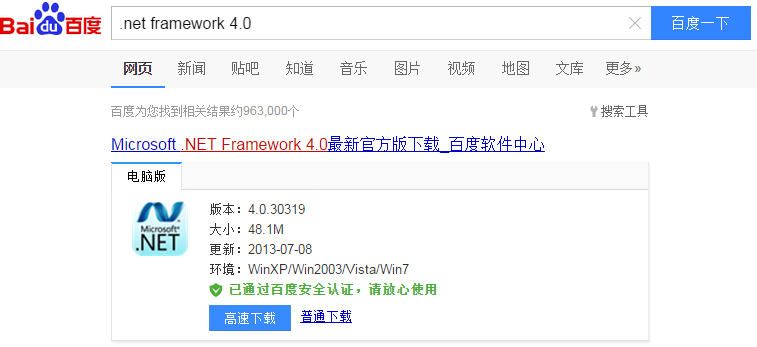 Bai du 百度
.net framework 4.0
百度一下
网页 新闻 贴吧 知道 音乐 图片 视频 地图 文库 更多»
百度为您找到相关结果约963,000个
搜索工具
Microsoft .NET Framework 4.0最新官方版下载_百度软件中心
电脑版
Microsoft®
.NET
版本：4.0.30319
大小：48.1M
更新：2013-07-08
环境：WinXP/Win2003/Vista/Win7
已通过百度安全认证，请放心使用
高速下载 普通下载